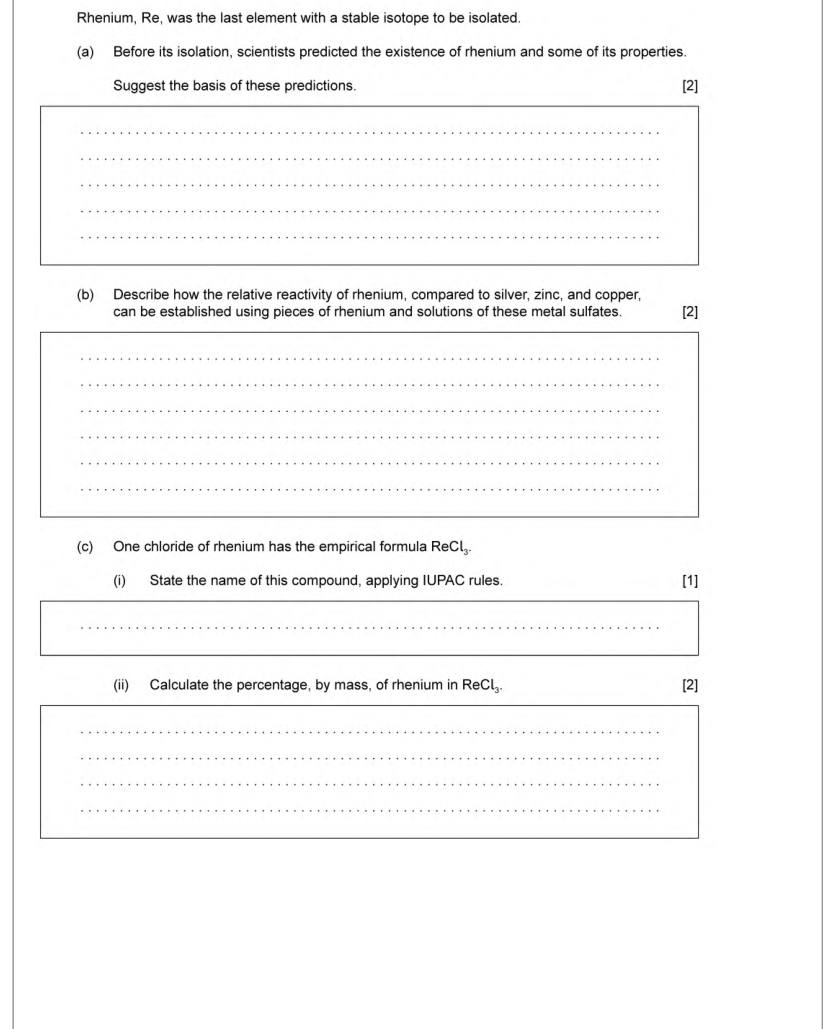 Rhenium, Re, was the last element with a stable isotope to be isolated.
(a) Before its isolation, scientists predicted the existence of rhenium and some of its properties.
Suggest the basis of these predictions. [2]
(b) Describe how the relative reactivity of rhenium, compared to silver, zinc, and copper,
can be established using pieces of rhenium and solutions of these metal sulfates. [2]
(c) One chloride of rhenium has the empirical formula ReCl₃.
(i) State the name of this compound, applying IUPAC rules. [1]
(ii) Calculate the percentage, by mass, of rhenium in ReCl₃. [2]